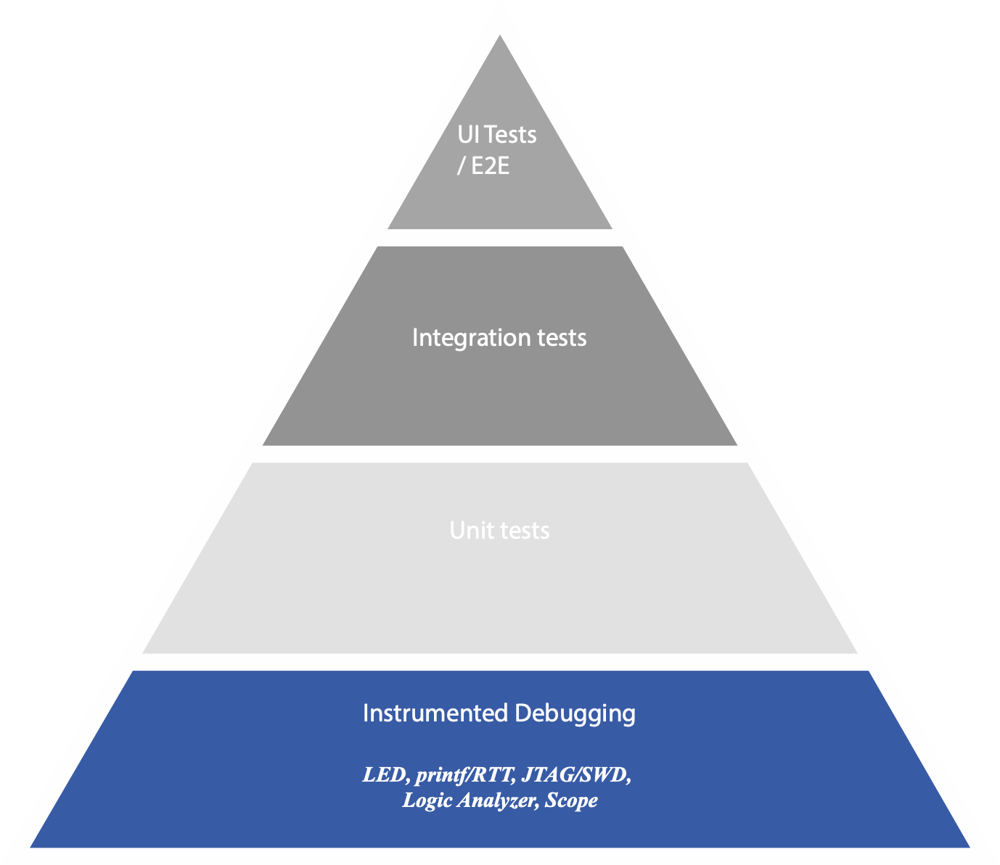 UI Tests
/ E2E
Integration tests
Unit tests
Instrumented Debugging
LED, printf/RTT, JTAG/SWD,
Logic Analyzer, Scope